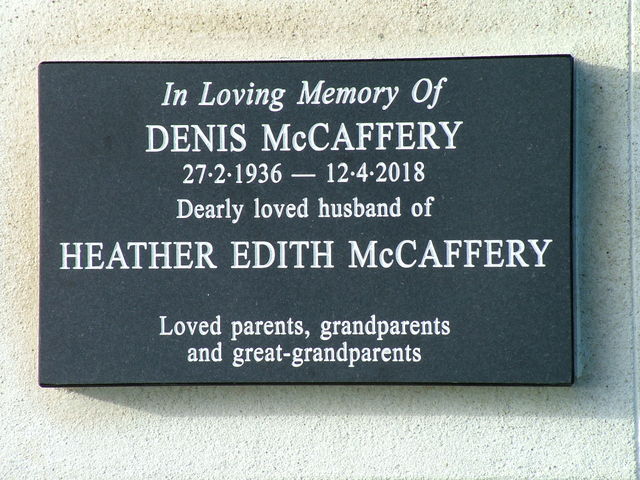 In Loving Memory Of
DENIS McCAFFERY
27·2·1936 — 12·4·2018
Dearly loved husband of
HEATHER EDITH McCAFFERY
Loved parents, grandparents
and great-grandparents